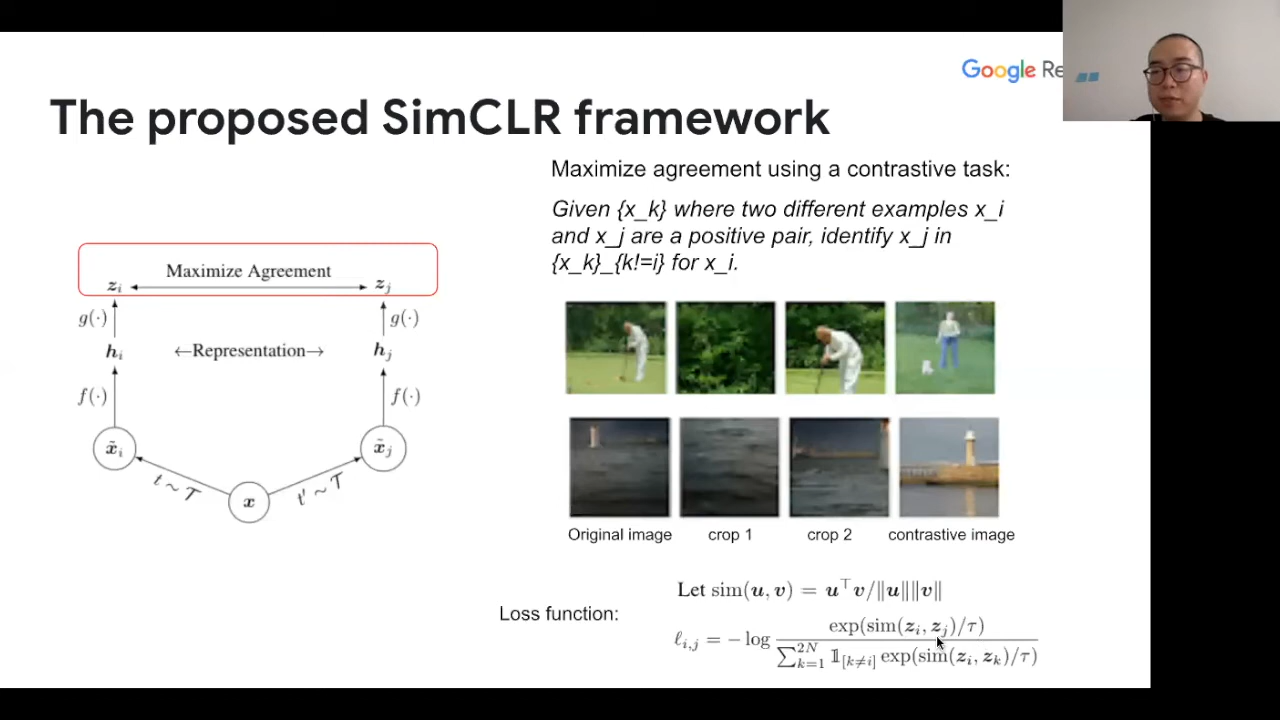 Google Re
The proposed SimCLR framework
Maximize agreement using a contrastive task:
Given {x_k} where two different examples x_i
and x_j are a positive pair, identify x_j in
{x_k}_{k!=i} for x_i.
Maximize Agreement
z_i z_j
g(·) g(·)
h_i ←Representation→ h_j
f(·) f(·)
x̃_i x̃_j
t ~ 𝒯 t′ ~ 𝒯
x
Original image crop 1 crop 2 contrastive image
Let sim(u, v) = u⊤v/‖u‖‖v‖
Loss function:
ℓ_{i,j} = − log exp(sim(z_i, z_j)/τ) / ∑_{k=1}^{2N} 𝟙_{[k≠i]} exp(sim(z_i, z_k)/τ)